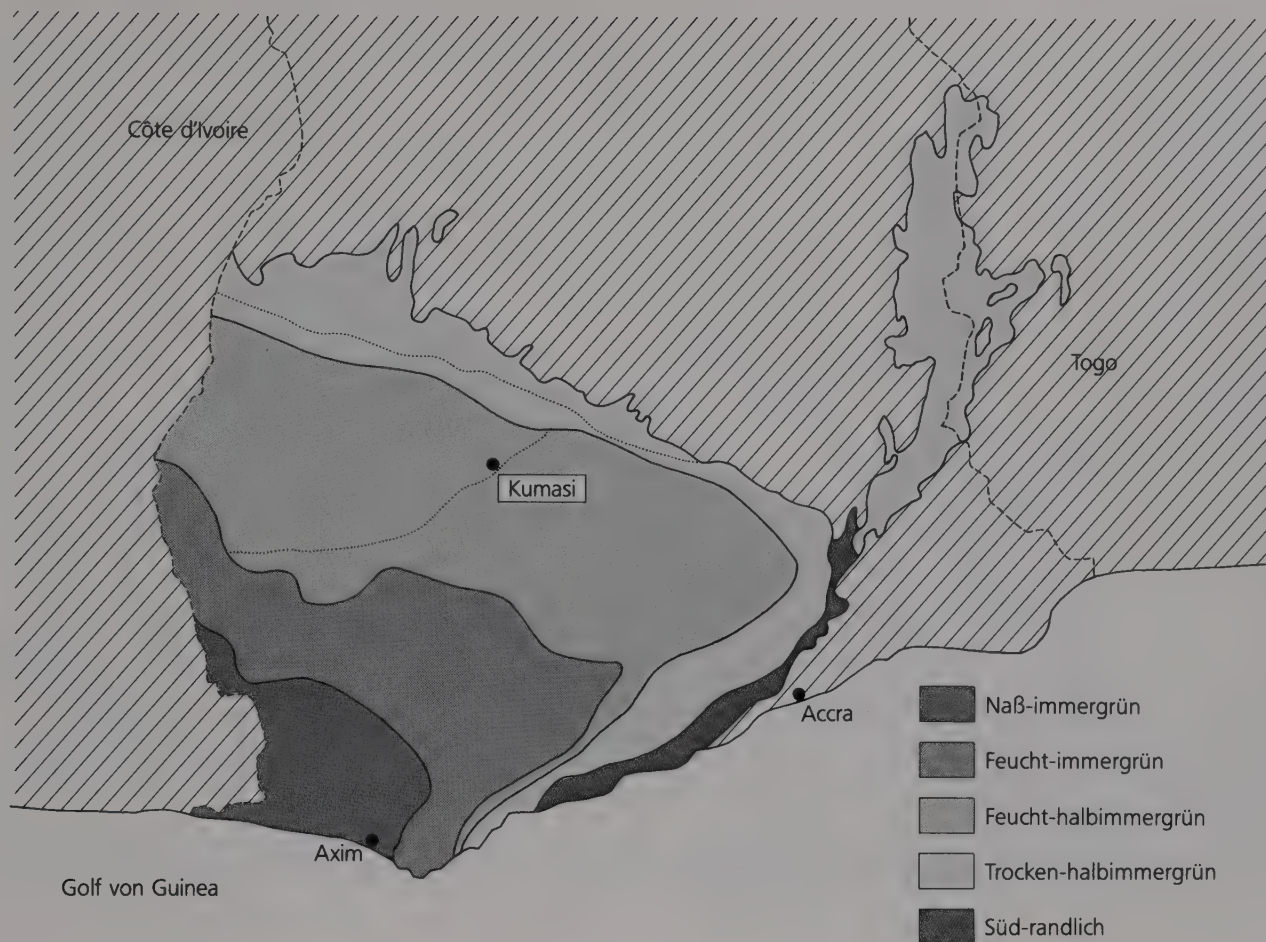 Côte d'Ivoire
Togo
Kumasi
Accra
Axim
Golf von Guinea
Naß-immergrün
Feucht-immergrün
Feucht-halbimmergrün
Trocken-halbimmergrün
Süd-randlich